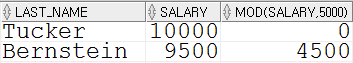 LAST_NAME SALARY MOD(SALARY,5000)
Tucker 10000 0
Bernstein 9500 4500